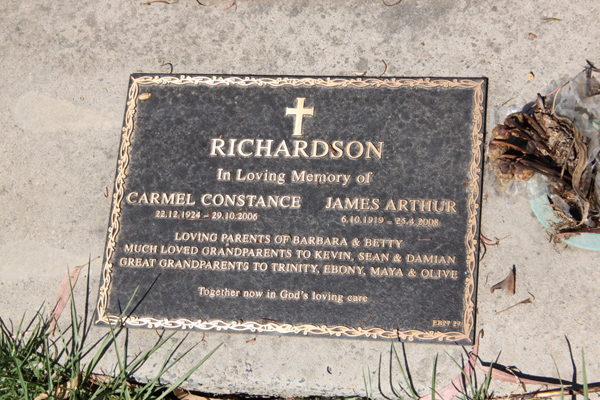 RICHARDSON
In Loving Memory of
CARMEL CONSTANCE JAMES ARTHUR
22.12.1924 - 29.10.2006 6.10.1919 - 25.4.2008
LOVING PARENTS OF BARBARA & BETTY
MUCH LOVED GRANDPARENTS TO KEVIN, SEAN & DAMIAN
GREAT GRANDPARENTS TO TRINITY, EBONY, MAYA & OLIVE
Together now in God's loving care